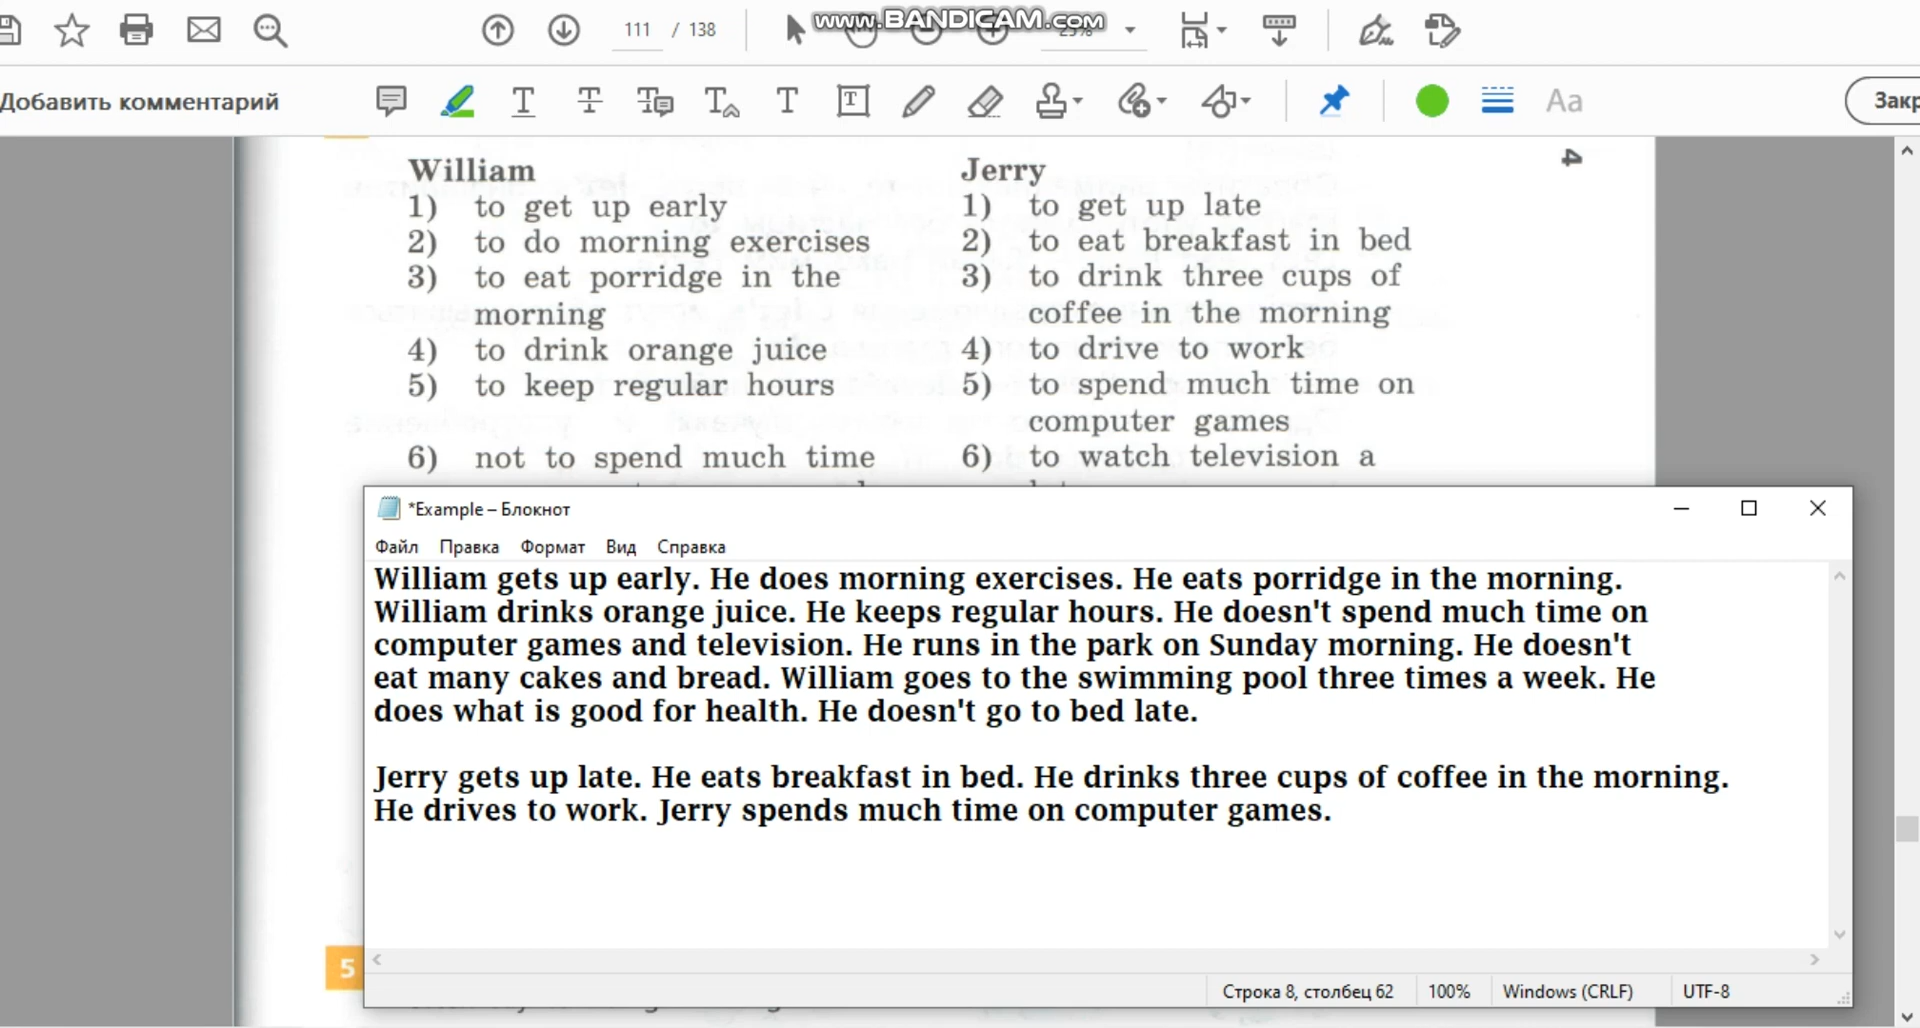 111 / 138
www.BANDICAM.com
25%
Добавить комментарий
Aa
William
1) to get up early
2) to do morning exercises
3) to eat porridge in the
morning
4) to drink orange juice
5) to keep regular hours
6) not to spend much time
Jerry
1) to get up late
2) to eat breakfast in bed
3) to drink three cups of
coffee in the morning
4) to drive to work
5) to spend much time on
computer games
6) to watch television a
4
*Example – Блокнот
Файл Правка Формат Вид Справка
William gets up early. He does morning exercises. He eats porridge in the morning.
William drinks orange juice. He keeps regular hours. He doesn't spend much time on
computer games and television. He runs in the park on Sunday morning. He doesn't
eat many cakes and bread. William goes to the swimming pool three times a week. He
does what is good for health. He doesn't go to bed late.
Jerry gets up late. He eats breakfast in bed. He drinks three cups of coffee in the morning.
He drives to work. Jerry spends much time on computer games.
5
Строка 8, столбец 62 100% Windows (CRLF) UTF-8